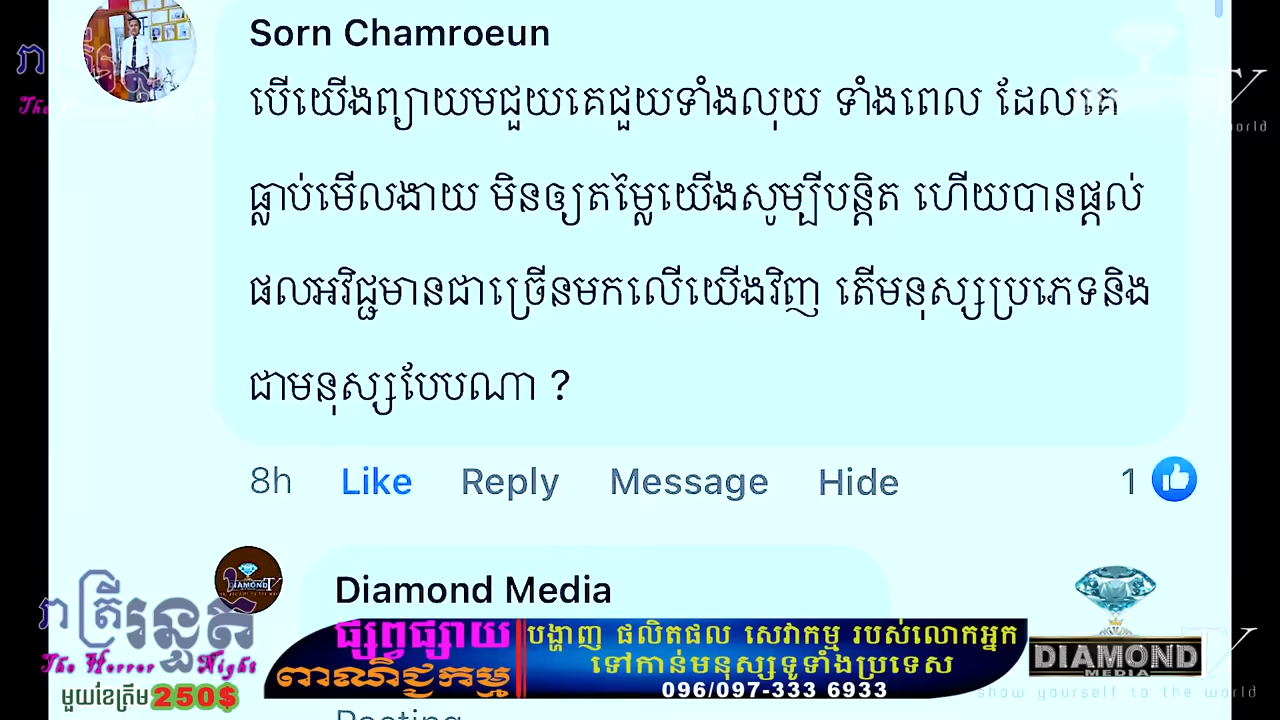 Sorn Chamroeun
បើយើងព្យាយមជួយគេជួយទាំងលុយ ទាំងពេល ដែលគេ
ធ្លាប់មើលងាយ មិនឲ្យតម្លៃយើងសូម្បីបន្តិត ហើយបានផ្តល់
ផលអវិជ្ជមានជាច្រើនមកលើយើងវិញ តើមនុស្សប្រភេទនិង
ជាមនុស្សបែបណា ?
8h Like Reply Message Hide 1
Diamond Media
រាត្រីរន្ធត់
The Horror Night
មួយខែត្រឹម 250$
ផ្សព្វផ្សាយ
ពាណិជ្ជកម្ម
បង្ហាញ ផលិតផល សេវាកម្ម របស់លោកអ្នក
ទៅកាន់មនុស្សទូទាំងប្រទេស
096/097-333 6933
DIAMOND
MEDIA
show yourself to the world
Posting